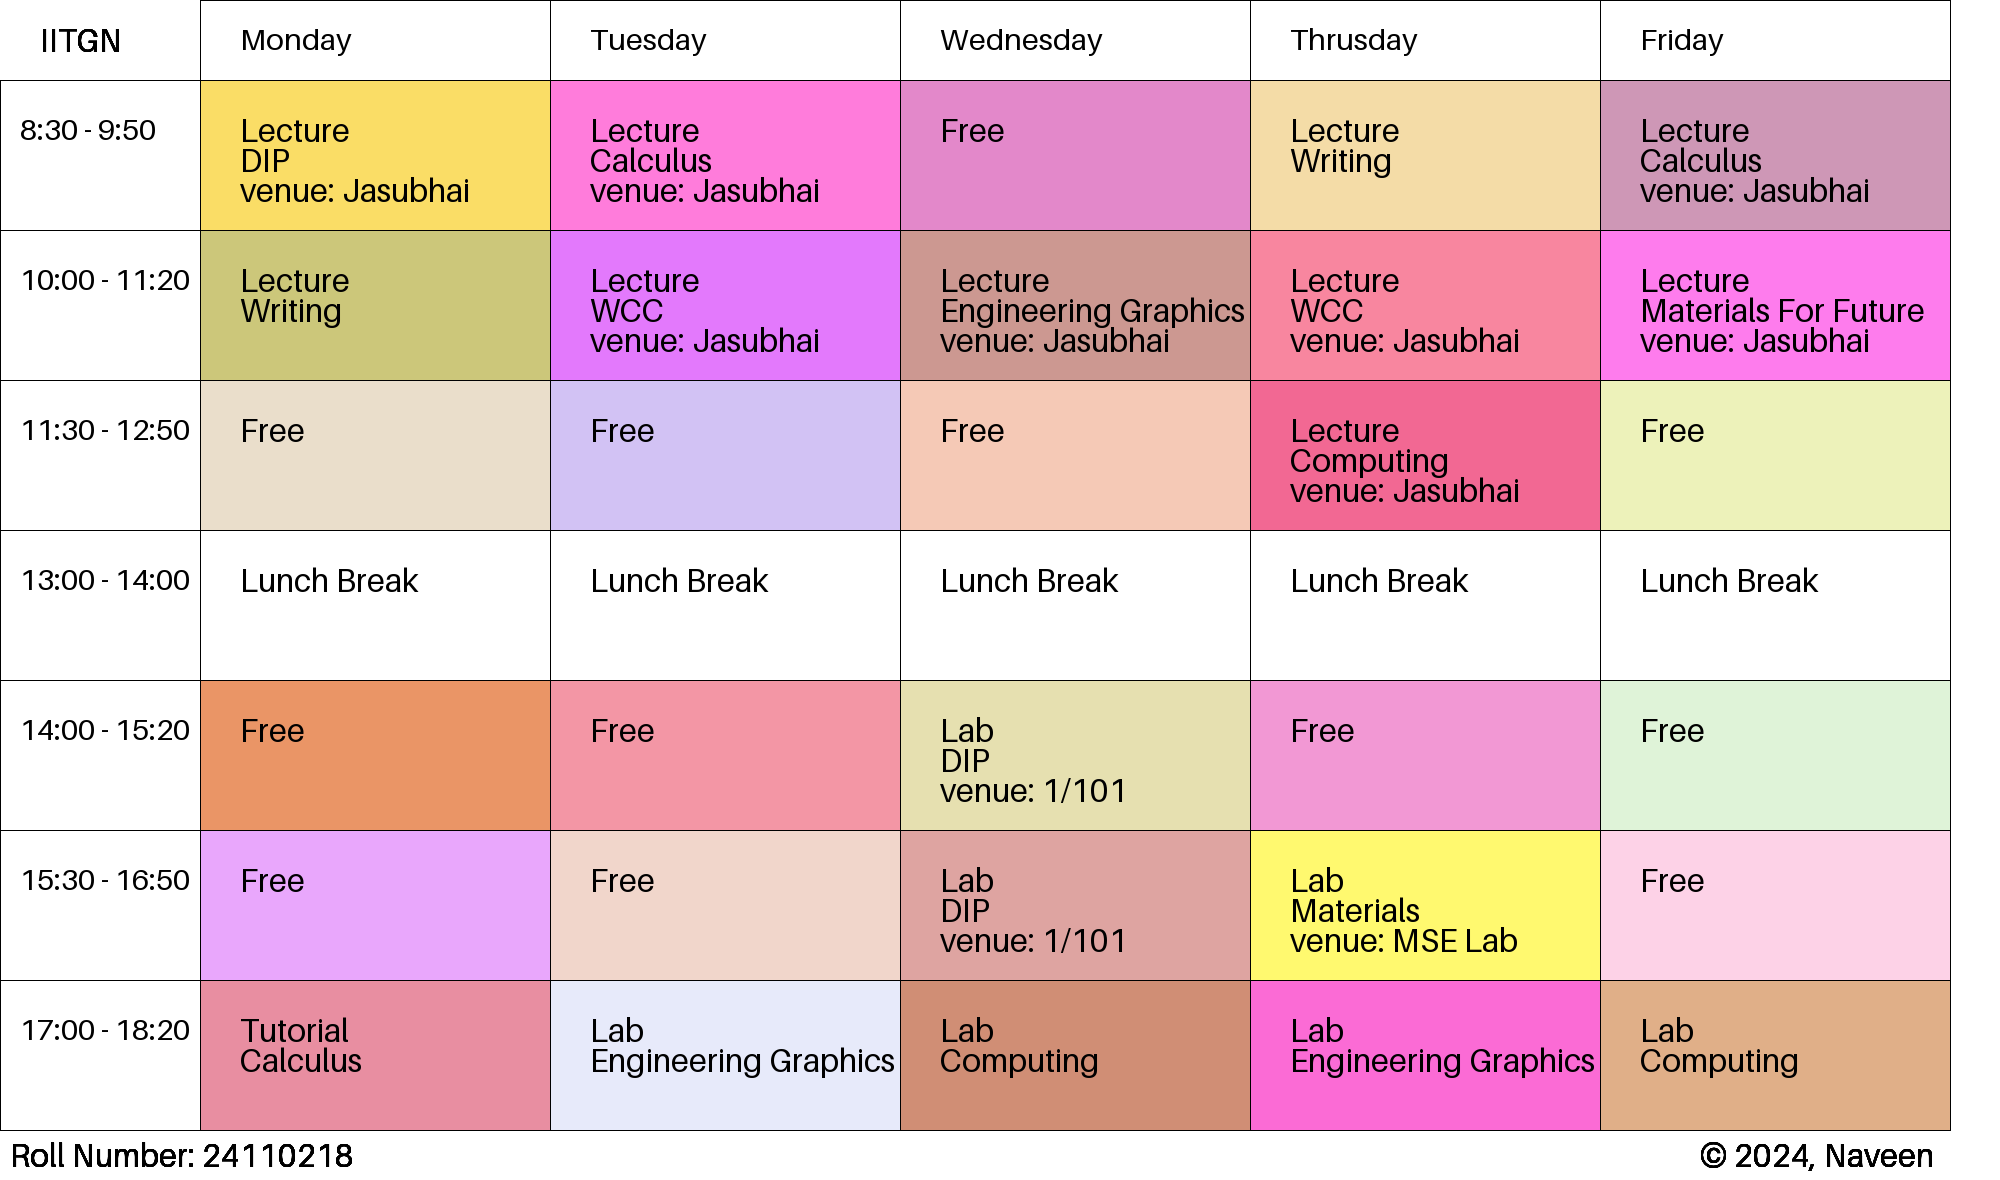 IITGN Monday Tuesday Wednesday Thrusday Friday
8:30 - 9:50
Lecture
DIP
venue: Jasubhai
Lecture
Calculus
venue: Jasubhai
Free
Lecture
Writing
Lecture
Calculus
venue: Jasubhai
10:00 - 11:20
Lecture
Writing
Lecture
WCC
venue: Jasubhai
Lecture
Engineering Graphics
venue: Jasubhai
Lecture
WCC
venue: Jasubhai
Lecture
Materials For Future
venue: Jasubhai
11:30 - 12:50
Free
Free
Free
Lecture
Computing
venue: Jasubhai
Free
13:00 - 14:00
Lunch Break
Lunch Break
Lunch Break
Lunch Break
Lunch Break
14:00 - 15:20
Free
Free
Lab
DIP
venue: 1/101
Free
Free
15:30 - 16:50
Free
Free
Lab
DIP
venue: 1/101
Lab
Materials
venue: MSE Lab
Free
17:00 - 18:20
Tutorial
Calculus
Lab
Engineering Graphics
Lab
Computing
Lab
Engineering Graphics
Lab
Computing
Roll Number: 24110218
© 2024, Naveen